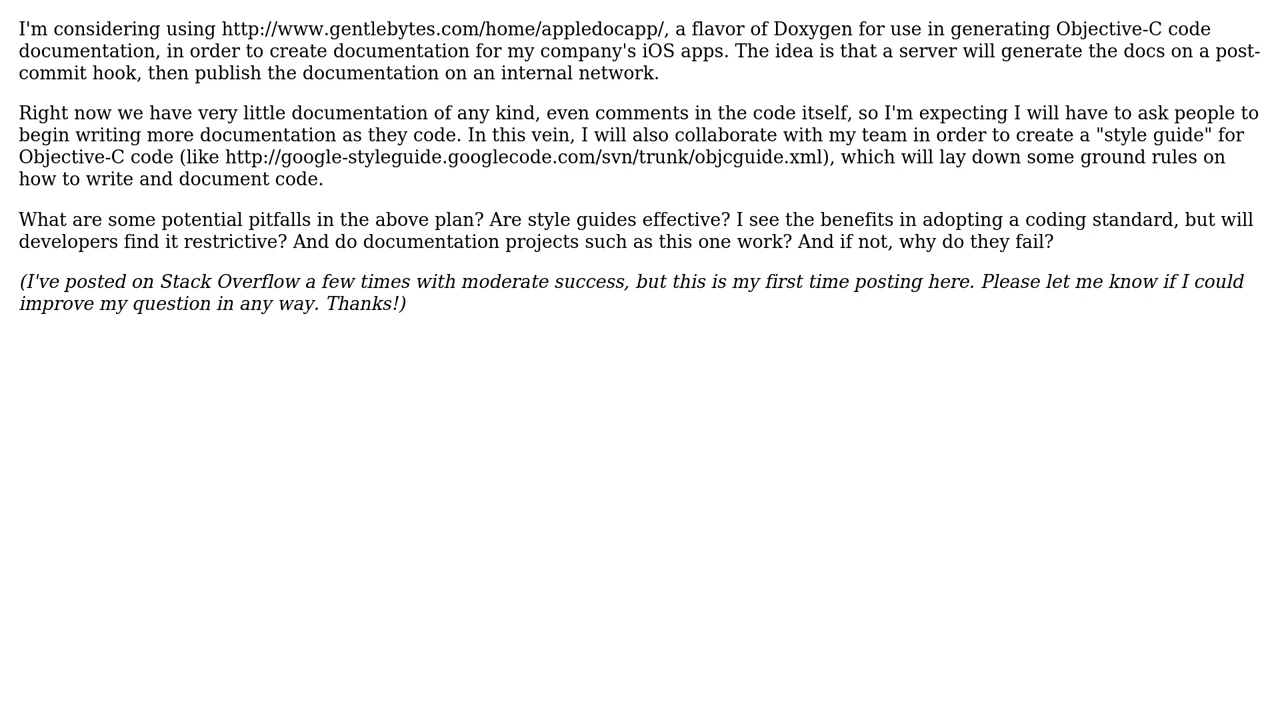 I'm considering using http://www.gentlebytes.com/home/appledocapp/, a flavor of Doxygen for use in generating Objective-C code
documentation, in order to create documentation for my company's iOS apps. The idea is that a server will generate the docs on a post-
commit hook, then publish the documentation on an internal network.
Right now we have very little documentation of any kind, even comments in the code itself, so I'm expecting I will have to ask people to
begin writing more documentation as they code. In this vein, I will also collaborate with my team in order to create a "style guide" for
Objective-C code (like http://google-styleguide.googlecode.com/svn/trunk/objcguide.xml), which will lay down some ground rules on
how to write and document code.
What are some potential pitfalls in the above plan? Are style guides effective? I see the benefits in adopting a coding standard, but will
developers find it restrictive? And do documentation projects such as this one work? And if not, why do they fail?
(I've posted on Stack Overflow a few times with moderate success, but this is my first time posting here. Please let me know if I could
improve my question in any way. Thanks!)